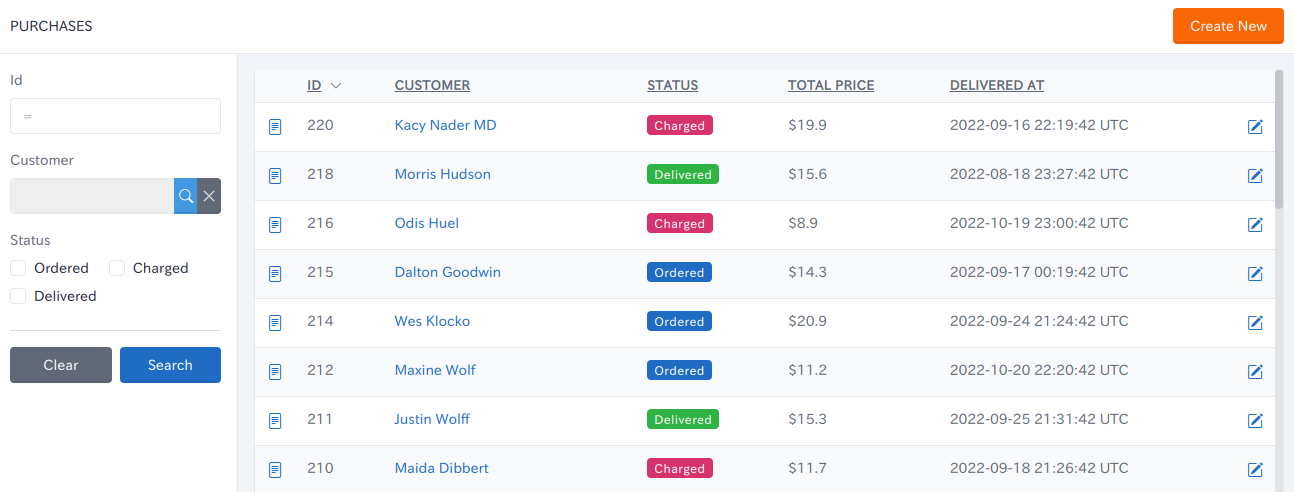 PURCHASES
Create New
Id
=
Customer
Status
Ordered Charged
Delivered
Clear Search
ID CUSTOMER STATUS TOTAL PRICE DELIVERED AT
220 Kacy Nader MD Charged $19.9 2022-09-16 22:19:42 UTC
218 Morris Hudson Delivered $15.6 2022-08-18 23:27:42 UTC
216 Odis Huel Charged $8.9 2022-10-19 23:00:42 UTC
215 Dalton Goodwin Ordered $14.3 2022-09-17 00:19:42 UTC
214 Wes Klocko Ordered $20.9 2022-09-24 21:24:42 UTC
212 Maxine Wolf Ordered $11.2 2022-10-20 22:20:42 UTC
211 Justin Wolff Delivered $15.3 2022-09-25 21:31:42 UTC
210 Maida Dibbert Charged $11.7 2022-09-18 21:26:42 UTC